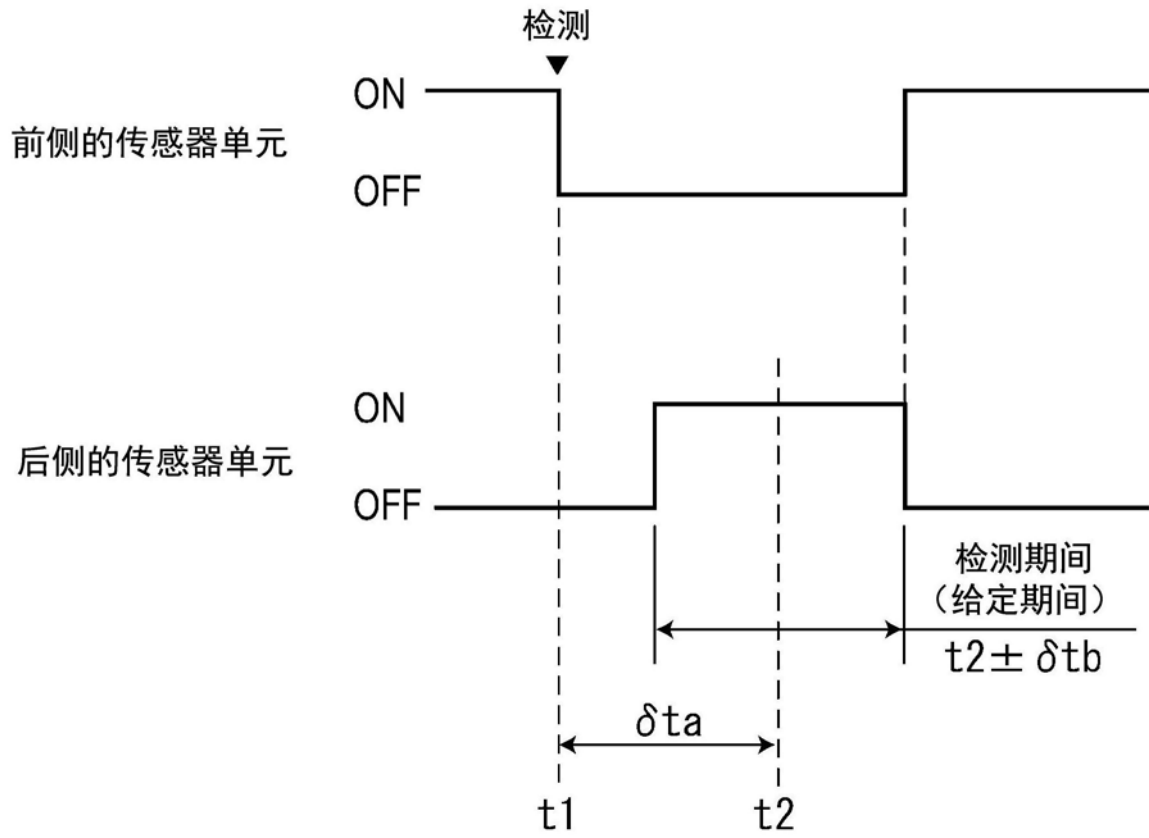 检测
ON
前侧的传感器单元
OFF
ON
后侧的传感器单元
OFF
检测期间
（给定期间）
t2± δtb
δta
t1
t2